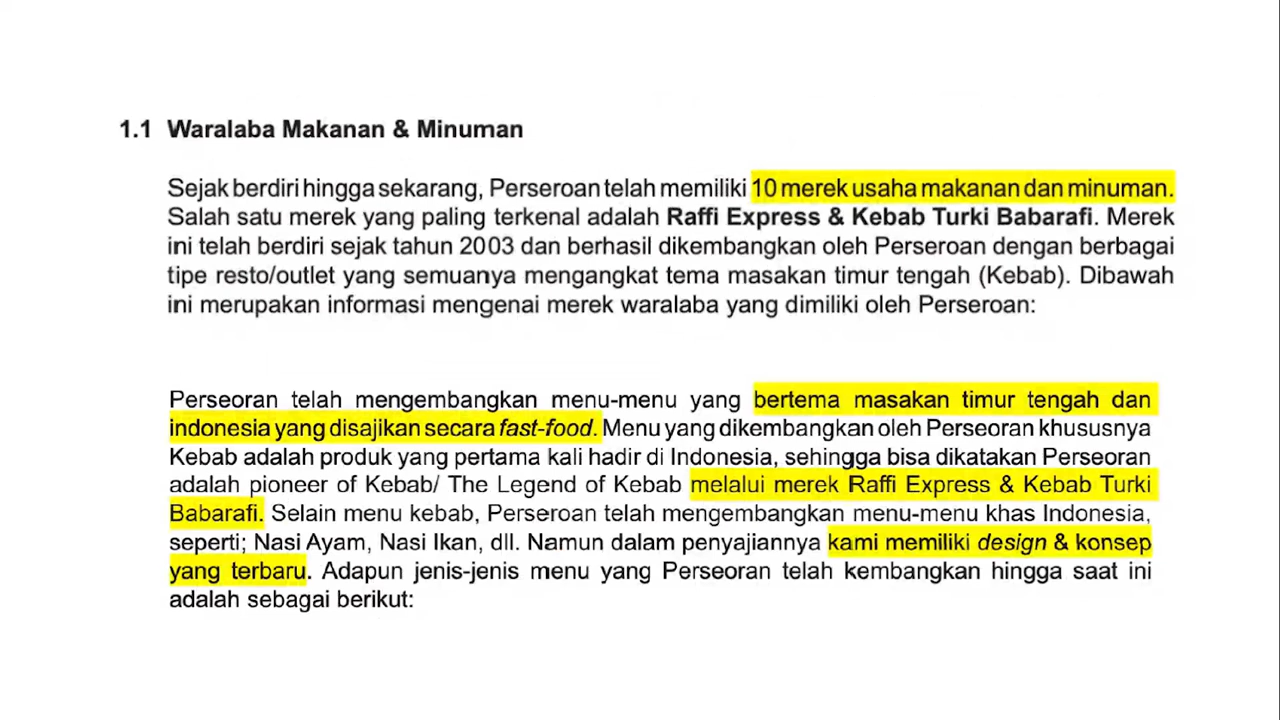 1.1 Waralaba Makanan & Minuman
Sejak berdiri hingga sekarang, Perseroan telah memiliki 10 merek usaha makanan dan minuman.
Salah satu merek yang paling terkenal adalah Raffi Express & Kebab Turki Babarafi. Merek
ini telah berdiri sejak tahun 2003 dan berhasil dikembangkan oleh Perseroan dengan berbagai
tipe resto/outlet yang semuanya mengangkat tema masakan timur tengah (Kebab). Dibawah
ini merupakan informasi mengenai merek waralaba yang dimiliki oleh Perseroan:
Perseoran telah mengembangkan menu-menu yang bertema masakan timur tengah dan
indonesia yang disajikan secara fast-food. Menu yang dikembangkan oleh Perseoran khususnya
Kebab adalah produk yang pertama kali hadir di Indonesia, sehingga bisa dikatakan Perseoran
adalah pioneer of Kebab/ The Legend of Kebab melalui merek Raffi Express & Kebab Turki
Babarafi. Selain menu kebab, Perseroan telah mengembangkan menu-menu khas Indonesia,
seperti; Nasi Ayam, Nasi Ikan, dll. Namun dalam penyajiannya kami memiliki design & konsep
yang terbaru. Adapun jenis-jenis menu yang Perseroan telah kembangkan hingga saat ini
adalah sebagai berikut: